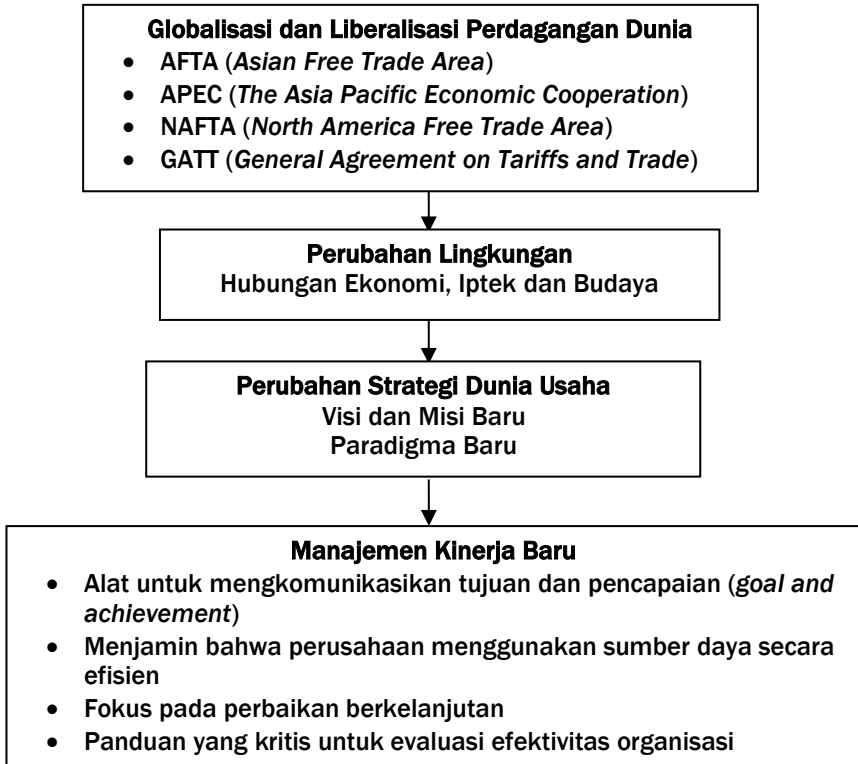 Globalisasi dan Liberalisasi Perdagangan Dunia
• AFTA (Asian Free Trade Area)
• APEC (The Asia Pacific Economic Cooperation)
• NAFTA (North America Free Trade Area)
• GATT (General Agreement on Tariffs and Trade)
Perubahan Lingkungan
Hubungan Ekonomi, Iptek dan Budaya
Perubahan Strategi Dunia Usaha
Visi dan Misi Baru
Paradigma Baru
Manajemen Kinerja Baru
• Alat untuk mengkomunikasikan tujuan dan pencapaian (goal and
achievement)
• Menjamin bahwa perusahaan menggunakan sumber daya secara
efisien
• Fokus pada perbaikan berkelanjutan
• Panduan yang kritis untuk evaluasi efektivitas organisasi